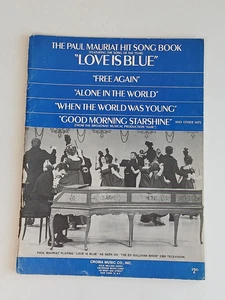 THE PAUL MAURIAT HIT SONG BOOK
FEATURING THE SONG OF THE YEAR
"LOVE IS BLUE"
"FREE AGAIN"
"ALONE IN THE WORLD"
"WHEN THE WORLD WAS YOUNG"
"GOOD MORNING STARSHINE" AND OTHER HITS
(FROM THE BROADWAY MUSICAL PRODUCTION "HAIR")
PAUL MAURIAT PLAYING "LOVE IS BLUE" AS SEEN ON "THE ED SULLIVAN SHOW" CBS TELEVISION.
CROMA MUSIC CO., INC.